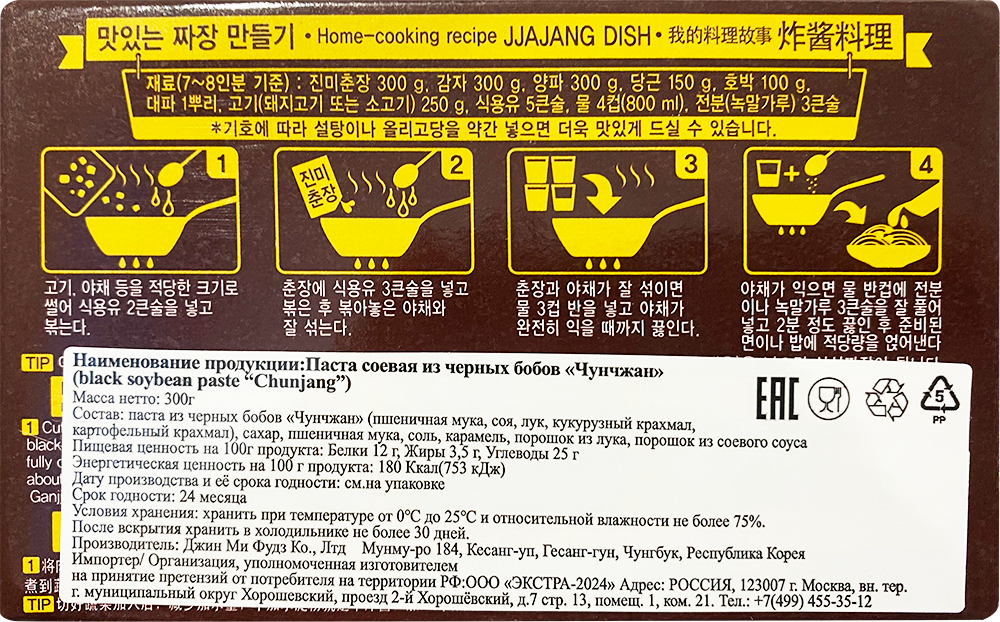 맛있는 짜장 만들기 • Home-cooking recipe JJAJANG DISH • 我的料理故事 炸酱料理
재료(7~8인분 기준) : 진미춘장 300 g, 감자 300 g, 양파 300 g, 당근 150 g, 호박 100 g,
대파 1뿌리, 고기(돼지고기 또는 소고기) 250 g, 식용유 5큰술, 물 4컵(800 ml), 전분(녹말가루) 3큰술
*기호에 따라 설탕이나 올리고당을 약간 넣으면 더욱 맛있게 드실 수 있습니다.
1
진미
춘장
2
3
4
고기, 야채 등을 적당한 크기로
썰어 식용유 2큰술을 넣고
볶는다.
춘장에 식용유 3큰술을 넣고
볶은 후 볶아놓은 야채와
잘 섞는다.
춘장과 야채가 잘 섞이면
물 3컵 반을 넣고 야채가
완전히 익을 때까지 끓인다.
야채가 익으면 물 반컵에 전분
이나 녹말가루 3큰술을 잘 풀어
넣고 2분 정도 끓인 후 준비된
면이나 밥에 적당량을 얹어낸다
TIP
1 Cu
black-
fully c
abou
Ganj
1 将
煮到
TIP
Наименование продукции:Паста соевая из черных бобов «Чунчжан»
(black soybean paste “Chunjang”)
Масса нетто: 300г
Состав: паста из черных бобов «Чунчжан» (пшеничная мука, соя, лук, кукурузный крахмал,
картофельный крахмал), сахар, пшеничная мука, соль, карамель, порошок из лука, порошок из соевого соуса
Пищевая ценность на 100г продукта: Белки 12 г, Жиры 3,5 г, Углеводы 25 г
Энергетическая ценность на 100 г продукта: 180 Ккал(753 кДж)
Дату производства и её срока годности: см.на упаковке
Срок годности: 24 месяца
Условия хранения: хранить при температуре от 0°С до 25°С и относительной влажности не более 75%.
После вскрытия хранить в холодильнике не более 30 дней.
Производитель: Джин Ми Фудз Ко., Лтд Мунму-ро 184, Кесанг-уп, Гесанг-гун, Чунгбук, Республика Корея
Импортер/ Организация, уполномоченная изготовителем
на принятие претензий от потребителя на территории РФ:ООО «ЭКСТРА-2024» Адрес: РОССИЯ, 123007 г. Москва, вн. тер.
г. муниципальный округ Хорошевский, проезд 2-й Хорошёвский, д.7 стр. 13, помещ. 1, ком. 21. Тел.: +7(499) 455-35-12
EAC
5
PP